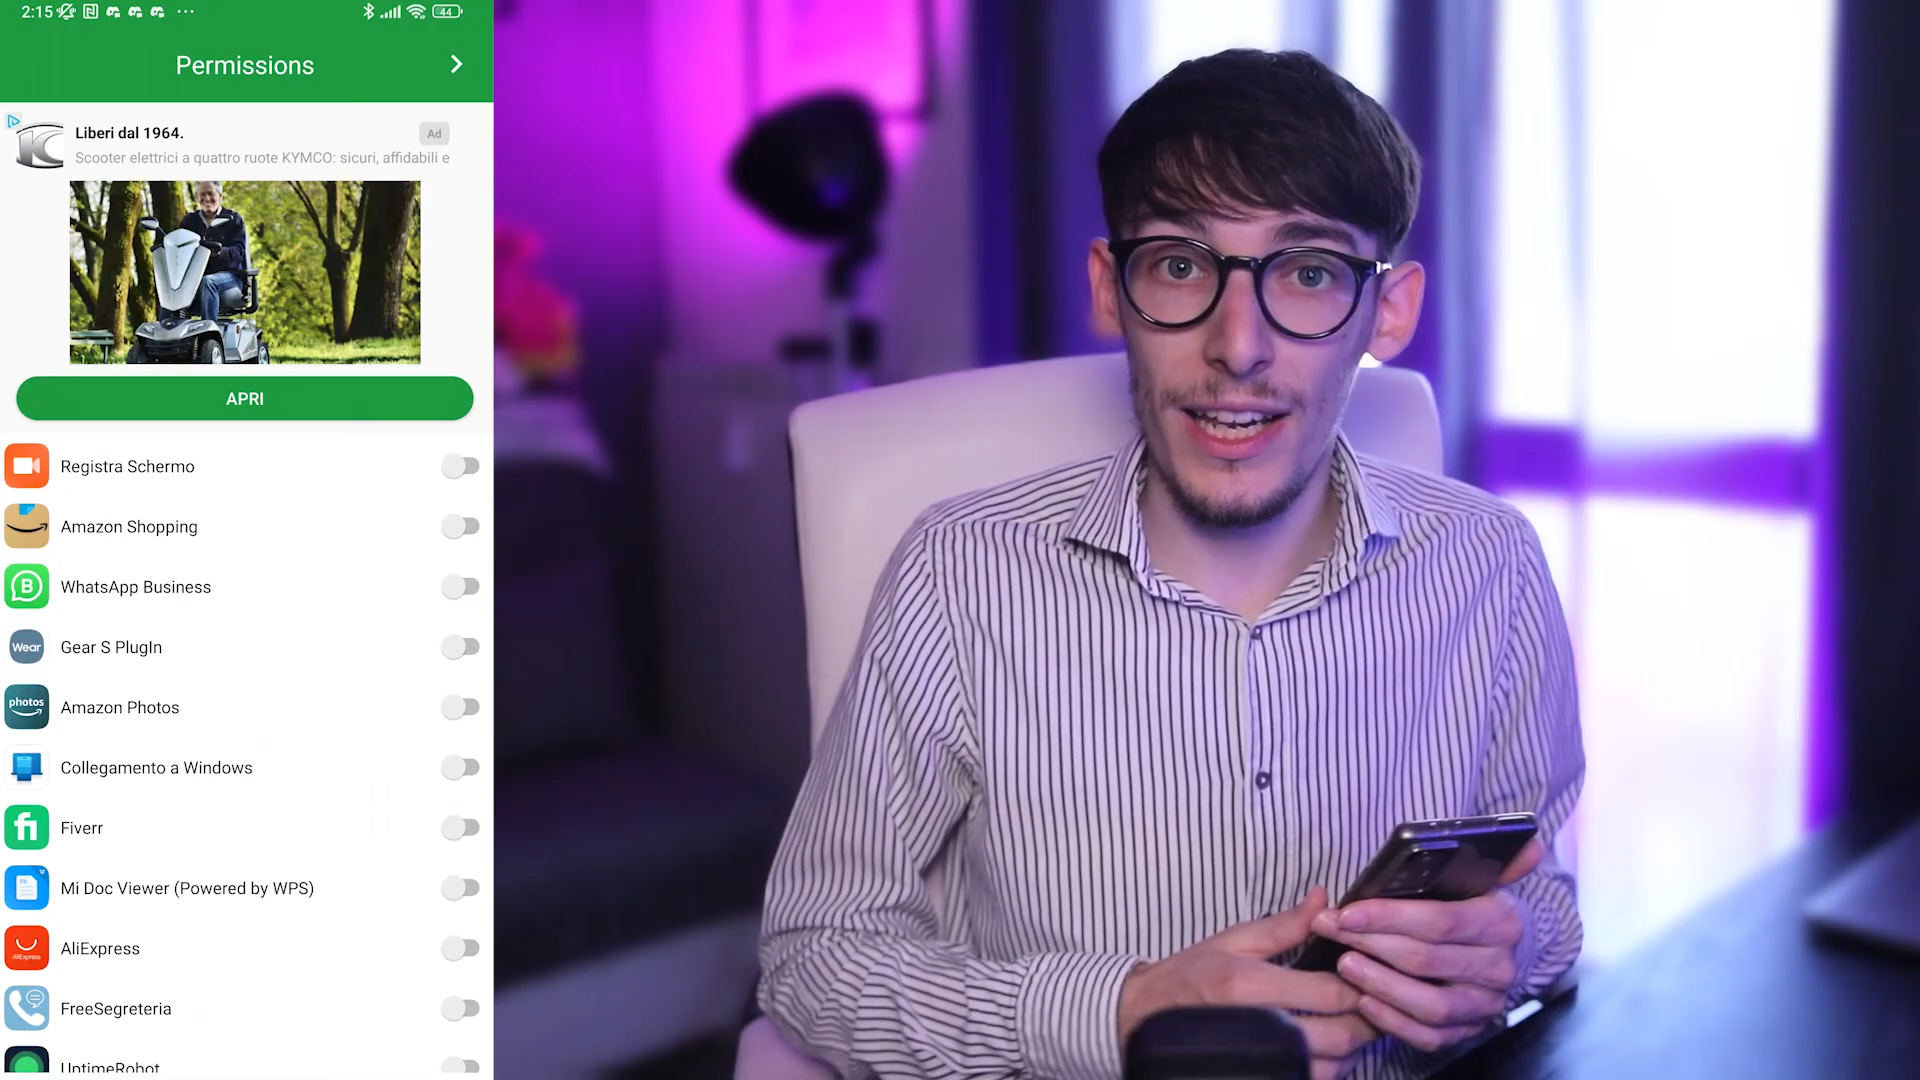 2:15
44
Permissions
Liberi dal 1964.
Ad
Scooter elettrici a quattro ruote KYMCO: sicuri, affidabili e
APRI
Registra Schermo
Amazon Shopping
B
WhatsApp Business
Wear
Gear S PlugIn
photos
Amazon Photos
Collegamento a Windows
fi
Fiverr
W
Mi Doc Viewer (Powered by WPS)
AliExpress
AliExpress
FreeSegreteria
UptimeRobot